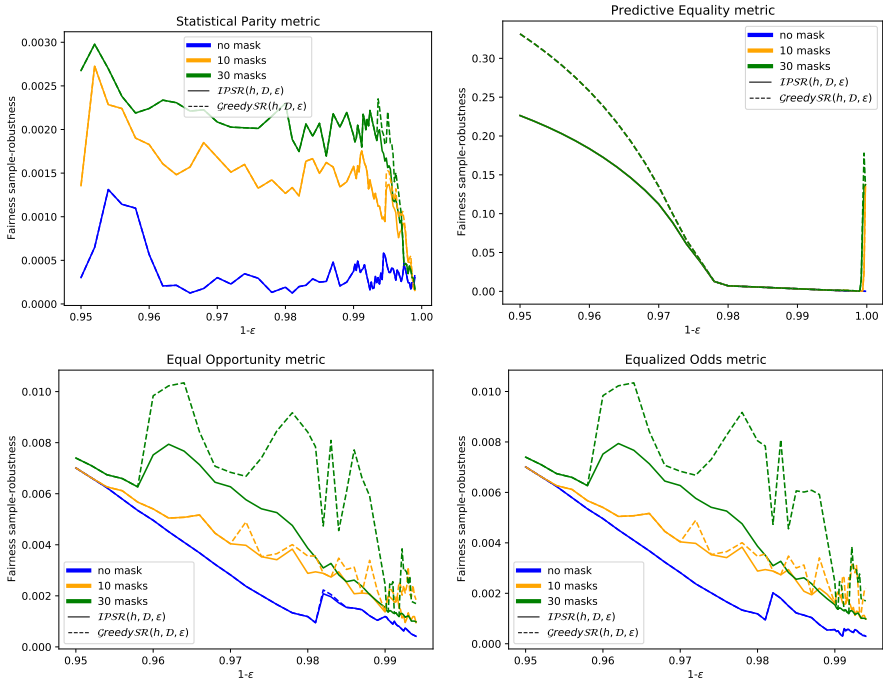 Statistical Parity metric
Fairness sample-robustness
0.0030
0.0025
0.0020
0.0015
0.0010
0.0005
0.0000
no mask
10 masks
30 masks
𝓘𝓟𝓢𝓡(h, 𝓓, ε)
𝓖reedy𝓢𝓡(h, 𝓓, ε)
0.95 0.96 0.97 0.98 0.99 1.00
1-ε
Predictive Equality metric
Fairness sample-robustness
0.30
0.25
0.20
0.15
0.10
0.05
0.00
no mask
10 masks
30 masks
𝓘𝓟𝓢𝓡(h, 𝓓, ε)
𝓖reedy𝓢𝓡(h, 𝓓, ε)
0.95 0.96 0.97 0.98 0.99 1.00
1-ε
Equal Opportunity metric
Fairness sample-robustness
0.010
0.008
0.006
0.004
0.002
0.000
no mask
10 masks
30 masks
𝓘𝓟𝓢𝓡(h, 𝓓, ε)
𝓖reedy𝓢𝓡(h, 𝓓, ε)
0.95 0.96 0.97 0.98 0.99
1-ε
Equalized Odds metric
Fairness sample-robustness
0.010
0.008
0.006
0.004
0.002
0.000
no mask
10 masks
30 masks
𝓘𝓟𝓢𝓡(h, 𝓓, ε)
𝓖reedy𝓢𝓡(h, 𝓓, ε)
0.95 0.96 0.97 0.98 0.99
1-ε